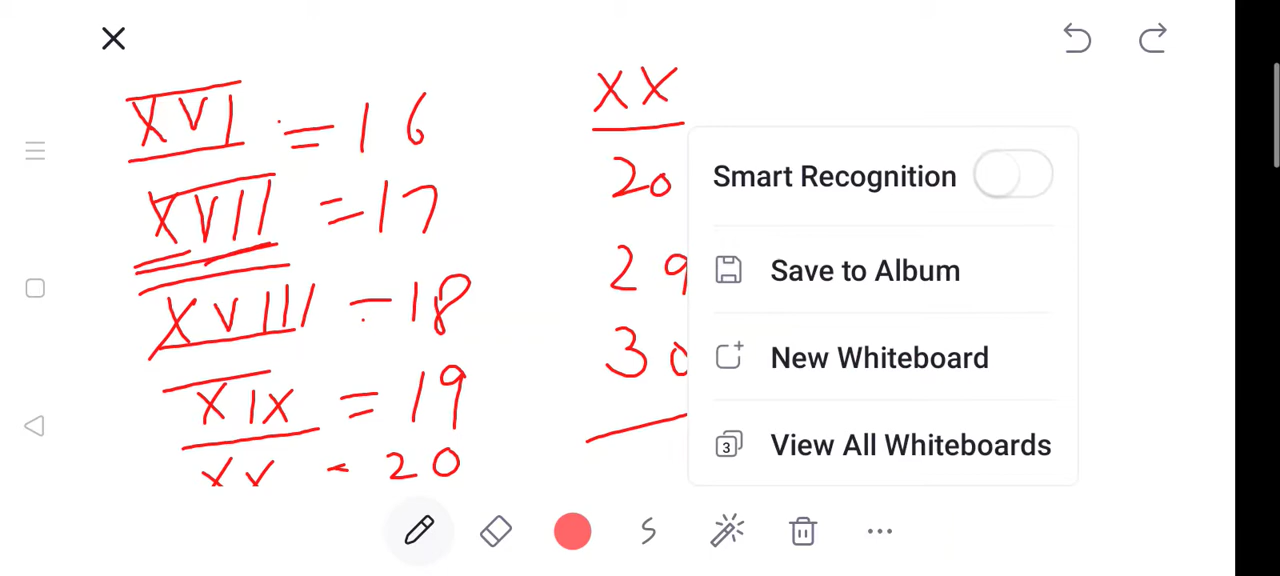 XVI = 16
XVII = 17
XVIII - 18
XIX = 19
XX - 20
XX
20
29
30
Smart Recognition
Save to Album
New Whiteboard
3
View All Whiteboards
S